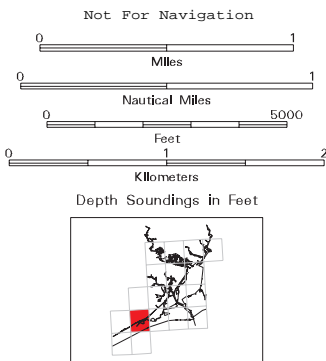 Not For Navigation
0 1
Miles
0 1
Nautical Miles
0 5000
Feet
0 1 2
Kilometers
Depth Soundings in Feet